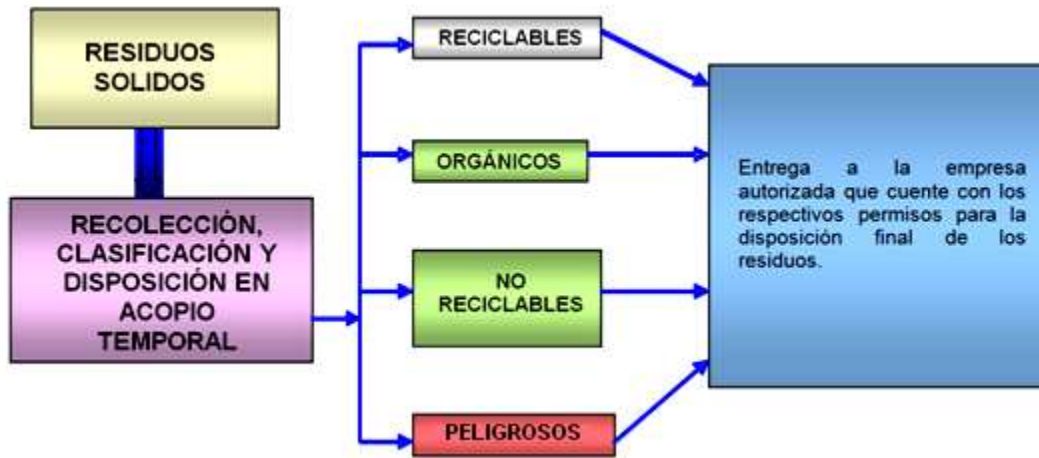 RESIDUOS
SOLIDOS
RECOLECCIÓN,
CLASIFICACIÓN Y
DISPOSICIÓN EN
ACOPIO
TEMPORAL
RECICLABLES
ORGÁNICOS
NO
RECICLABLES
PELIGROSOS
Entrega a la empresa
autorizada que cuente con los
respectivos permisos para la
disposición final de los
residuos.